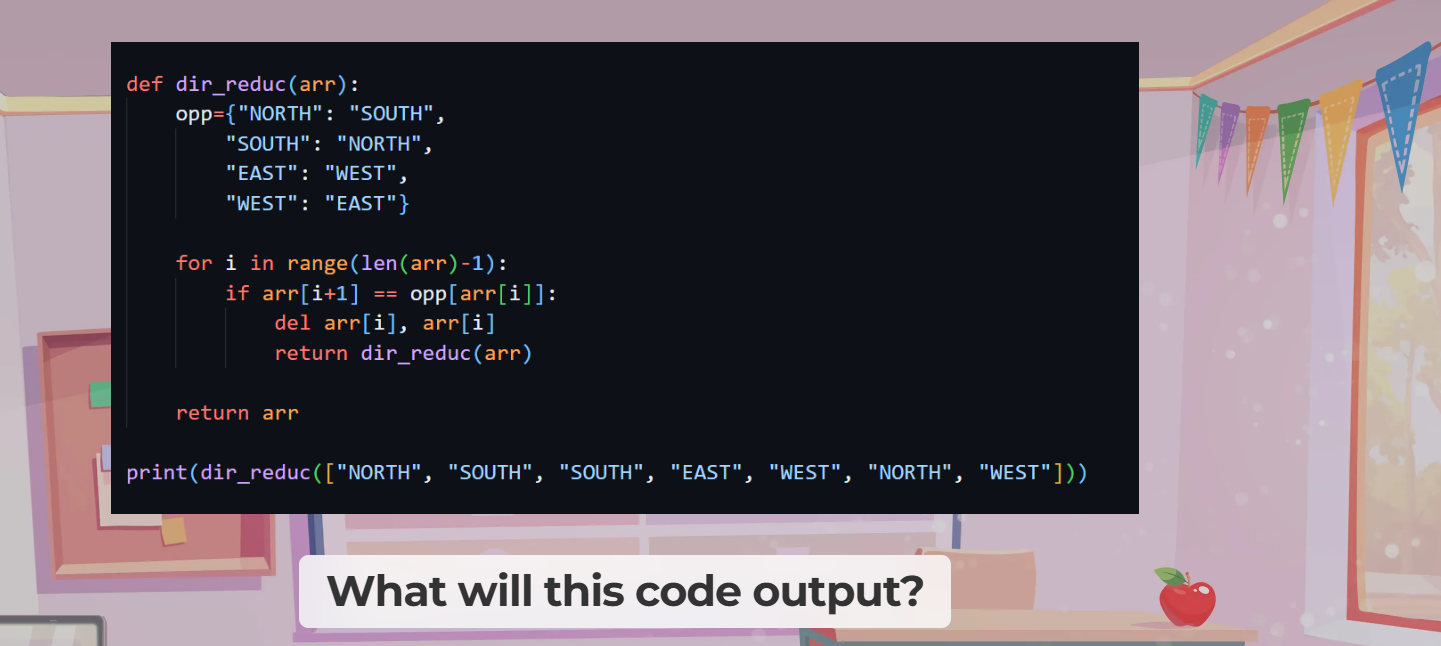 def dir_reduc(arr):
    opp={"NORTH": "SOUTH",
        "SOUTH": "NORTH",
        "EAST": "WEST",
        "WEST": "EAST"}
    for i in range(len(arr)-1):
        if arr[i+1] == opp[arr[i]]:
            del arr[i], arr[i]
            return dir_reduc(arr)
    return arr
print(dir_reduc(["NORTH", "SOUTH", "SOUTH", "EAST", "WEST", "NORTH", "WEST"]))
What will this code output?